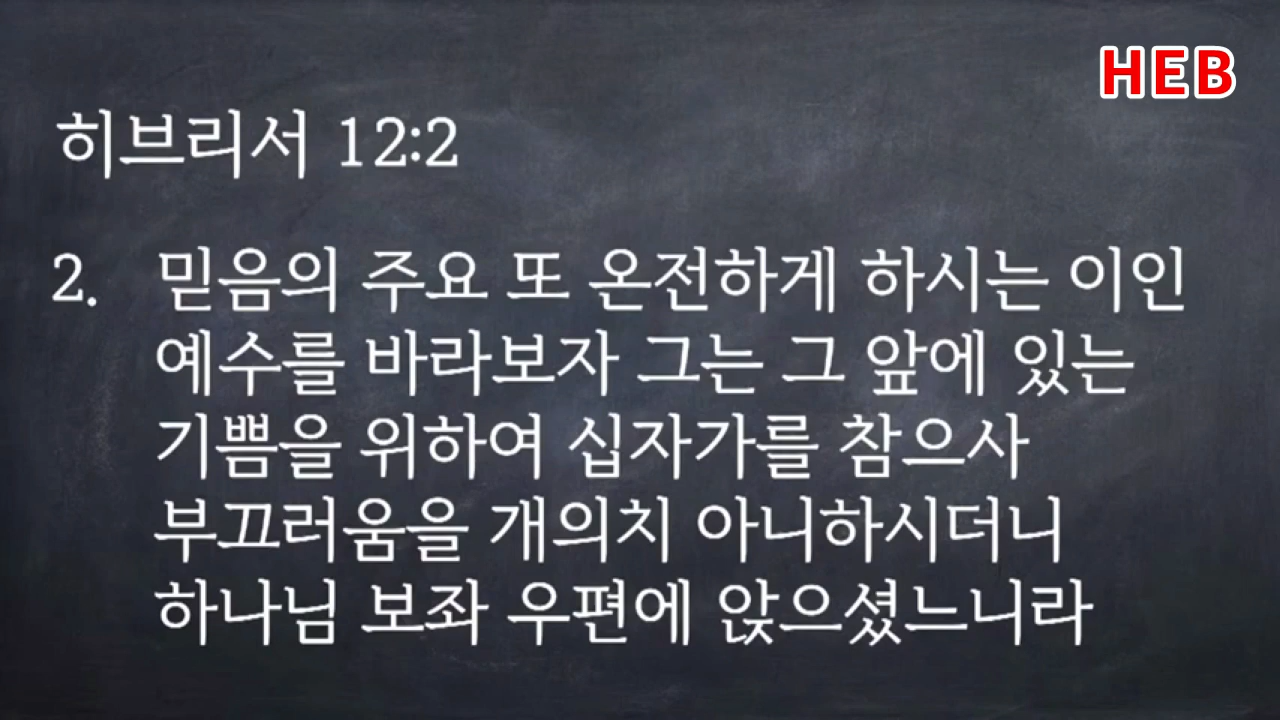 HEB
히브리서 12:2
2. 믿음의 주요 또 온전하게 하시는 이인
예수를 바라보자 그는 그 앞에 있는
기쁨을 위하여 십자가를 참으사
부끄러움을 개의치 아니하시더니
하나님 보좌 우편에 앉으셨느니라